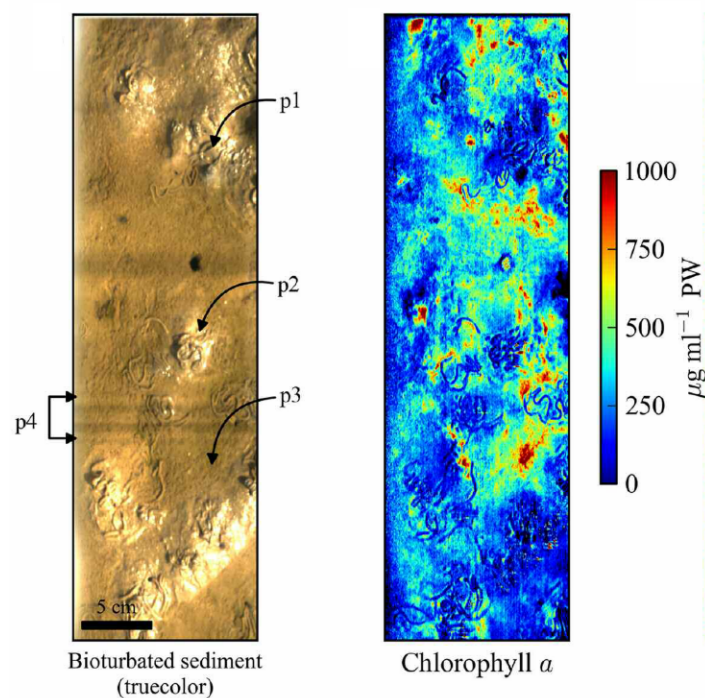 p1
p2
p3
p4
5 cm
Bioturbated sediment
(truecolor)
Chlorophyll a
1000
750
500
250
0
µg ml⁻¹ PW